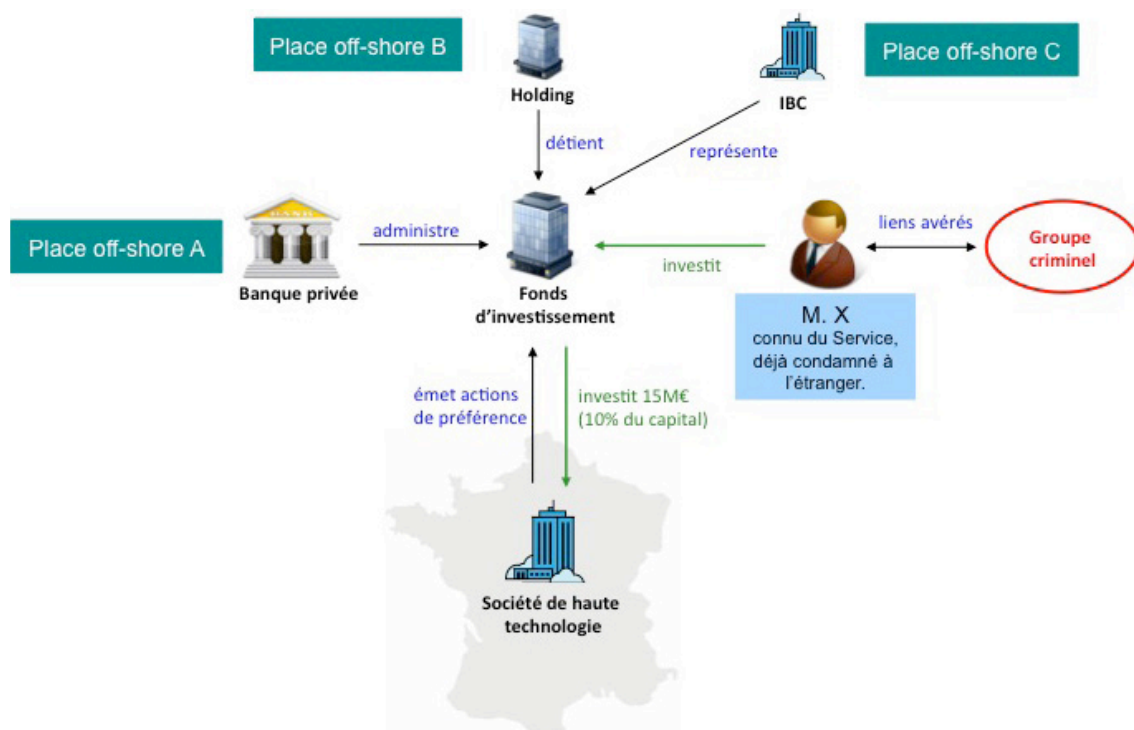 Place off-shore B
Place off-shore C
Holding
IBC
détient
représente
Place off-shore A
BANK
administre
investit
liens avérés
Groupe
criminel
Banque privée
Fonds
d’investissement
M. X
connu du Service,
déjà condamné à
l’étranger.
émet actions
de préférence
investit 15M€
(10% du capital)
Société de haute
technologie